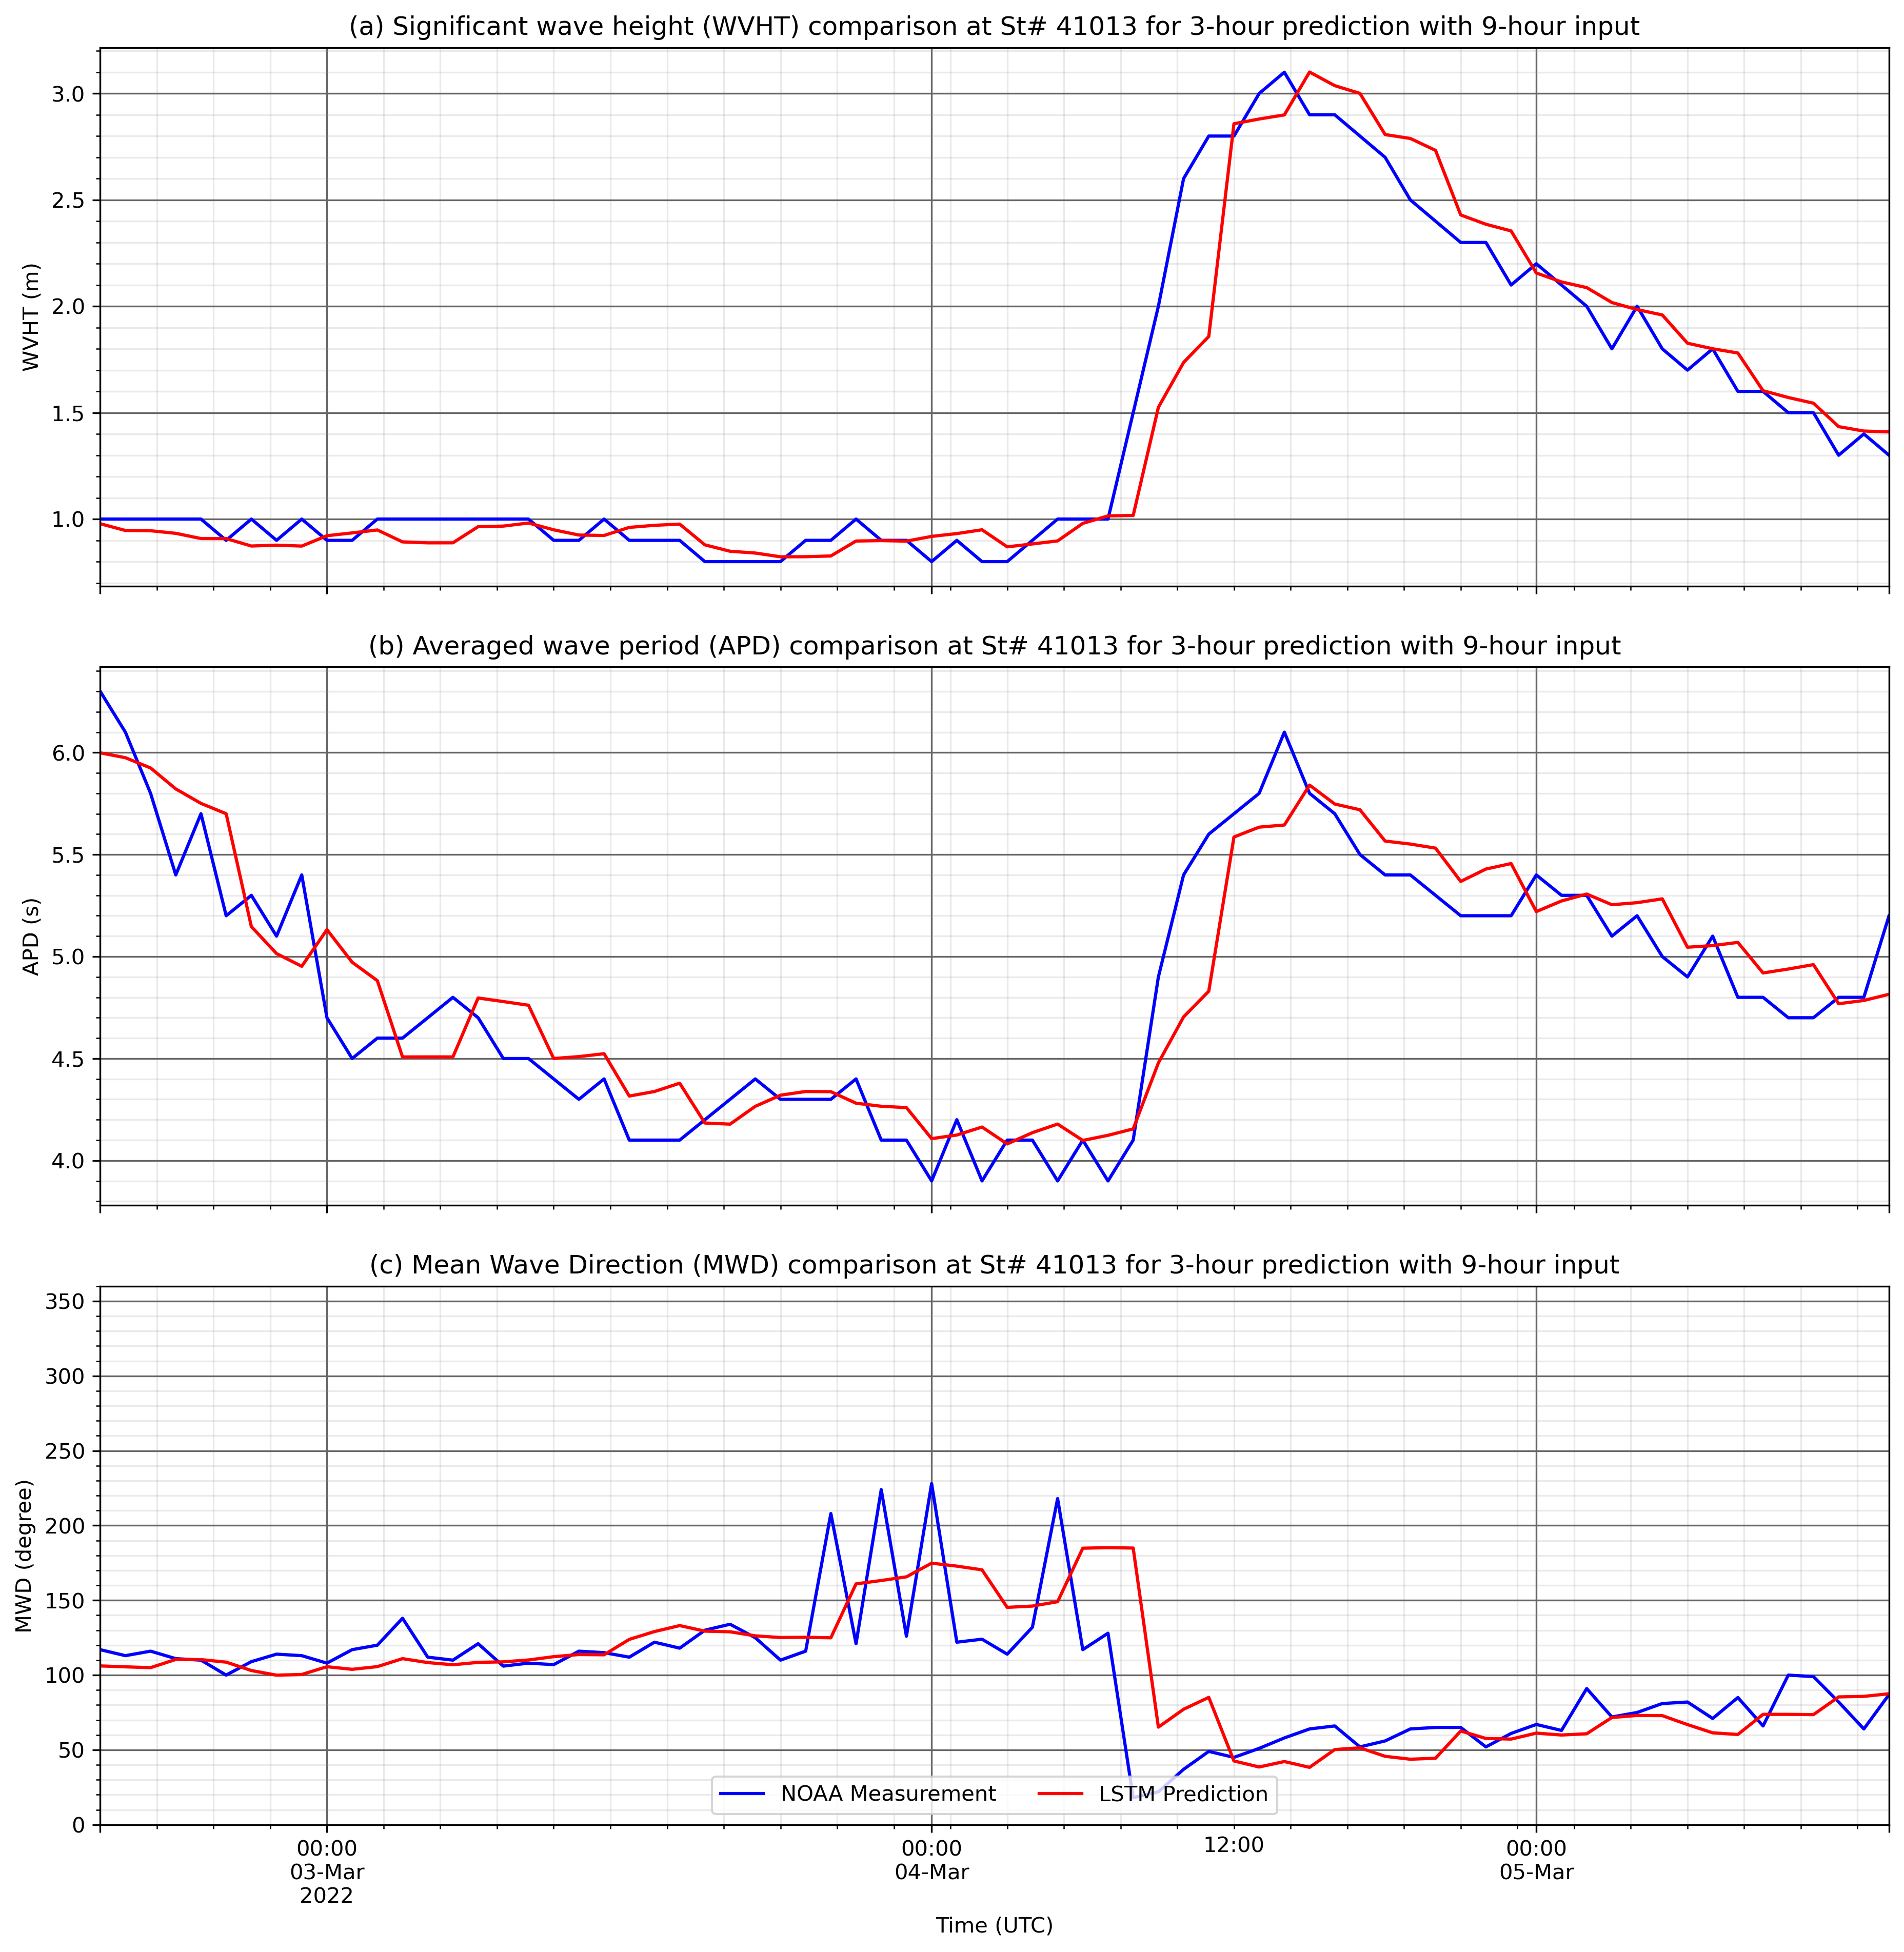 (a) Significant wave height (WVHT) comparison at St# 41013 for 3-hour prediction with 9-hour input
3.0
2.5
2.0
1.5
1.0
WVHT (m)
(b) Averaged wave period (APD) comparison at St# 41013 for 3-hour prediction with 9-hour input
6.0
5.5
5.0
4.5
4.0
APD (s)
(c) Mean Wave Direction (MWD) comparison at St# 41013 for 3-hour prediction with 9-hour input
350
300
250
200
150
100
50
0
MWD (degree)
NOAA Measurement LSTM Prediction
00:00 00:00 12:00 00:00
03-Mar 04-Mar 05-Mar
2022
Time (UTC)